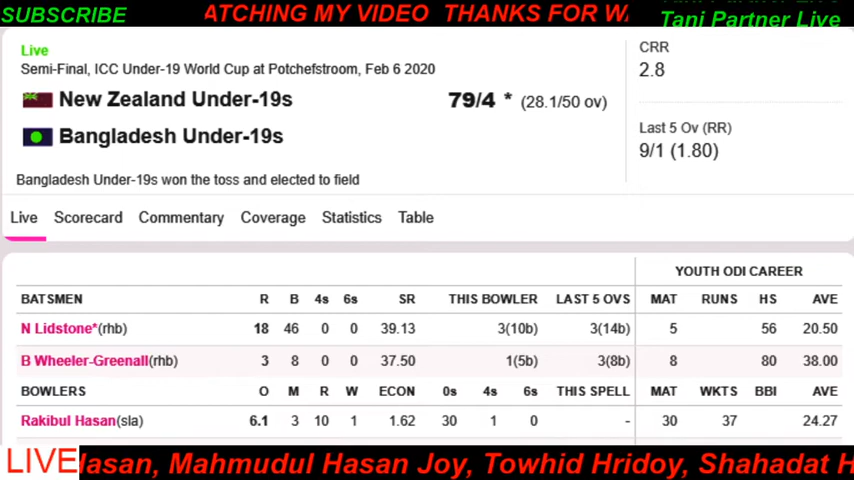 SUBSCRIBE
ATCHING MY VIDEO THANKS FOR
Tani Partner Live
Live
Semi-Final, ICC Under-19 World Cup at Potchefstroom, Feb 6 2020
New Zealand Under-19s 79/4 * (28.1/50 ov)
Bangladesh Under-19s
Bangladesh Under-19s won the toss and elected to field
CRR
2.8
Last 5 Ov (RR)
9/1 (1.80)
Live Scorecard Commentary Coverage Statistics Table
YOUTH ODI CAREER
BATSMEN R B 4s 6s SR THIS BOWLER LAST 5 OVS MAT RUNS HS AVE
N Lidstone*(rhb) 18 46 0 0 39.13 3(10b) 3(14b) 5 56 20.50
B Wheeler-Greenall(rhb) 3 8 0 0 37.50 1(5b) 3(8b) 8 80 38.00
BOWLERS O M R W ECON 0s 4s 6s THIS SPELL MAT WKTS BBI AVE
Rakibul Hasan(sla) 6.1 3 10 1 1.62 30 1 0 - 30 37 24.27
LIVE Hasan, Mahmudul Hasan Joy, Towhid Hridoy, Shahadat H